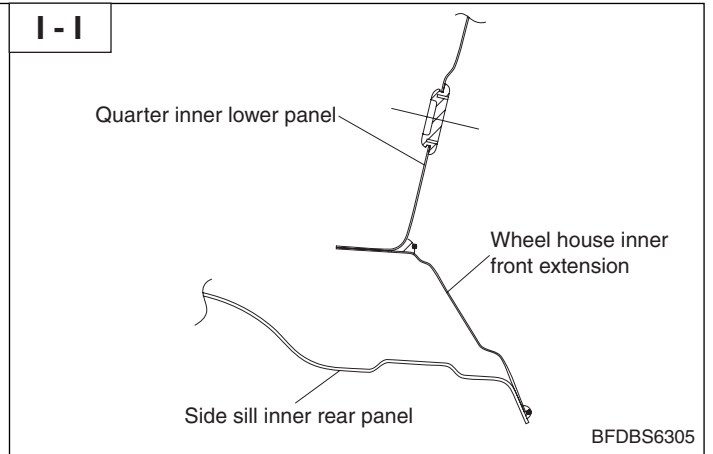 I - I
Quarter inner lower panel
Wheel house inner
front extension
Side sill inner rear panel
BFDBS6305